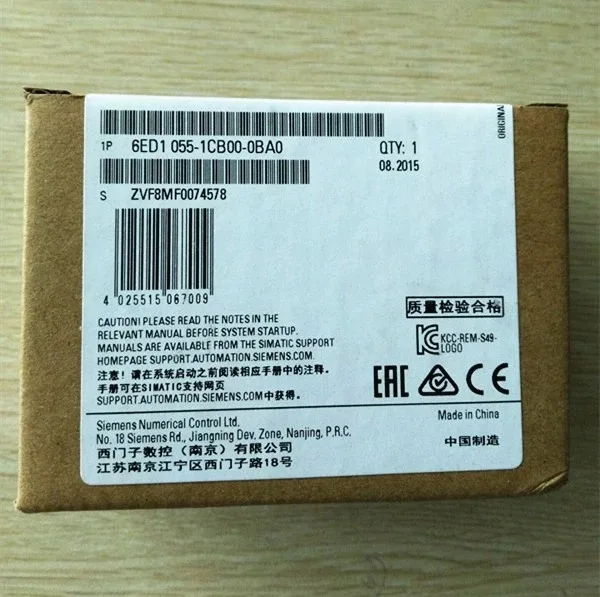 ORIGINA
1P 6ED1 055-1CB00-0BA0 QTY: 1
08.2015
S ZVF8MF0074578
4 025515 067009
质量检验合格
CAUTION! PLEASE READ THE NOTES IN THE
RELEVANT MANUAL BEFORE SYSTEM STARTUP.
MANUALS ARE AVAILABLE FROM THE SIMATIC SUPPORT
HOMEPAGE SUPPORT.AUTOMATION.SIEMENS.COM
注意! 请在系统启动之前阅读相应手册中的注释。
手册可在SIMATIC支持网页
SUPPORT.AUTOMATION.SIEMENS.COM中获得。
KCC-REM-S49-
LOGO
EAC CE
Siemens Numerical Control Ltd.
No. 18 Siemens Rd., Jiangning Dev, Zone, Nanjing, P.R.C.
西门子数控（南京）有限公司
江苏南京江宁区西门子路18号
Made in China
中国制造